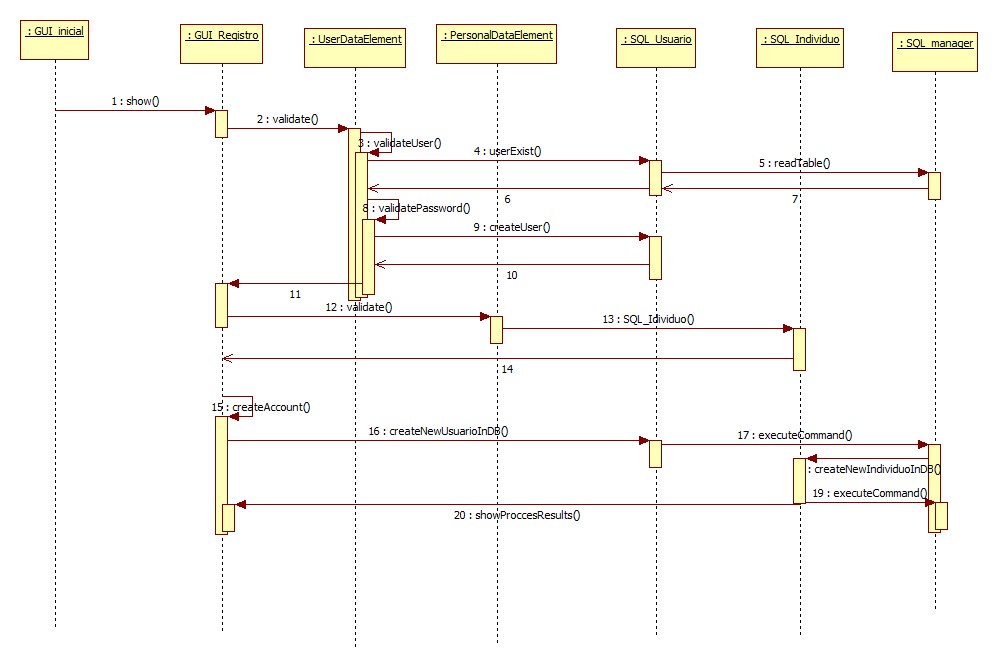 : GUI_inicial
: GUI_Registro
: UserDataElement
: PersonalDataElement
: SQL_Usuario
: SQL_Individuo
: SQL_manager
1 : show()
2 : validate()
3 : validateUser()
4 : userExist()
5 : readTable()
6
7
8 : validatePassword()
9 : createUser()
10
11
12 : validate()
13 : SQL_Idividuo()
14
15 : createAccount()
16 : createNewUsuarioInDB()
17 : executeCommand()
: createNewIndividuoInDB()
19 : executeCommand()
20 : showProccesResults()